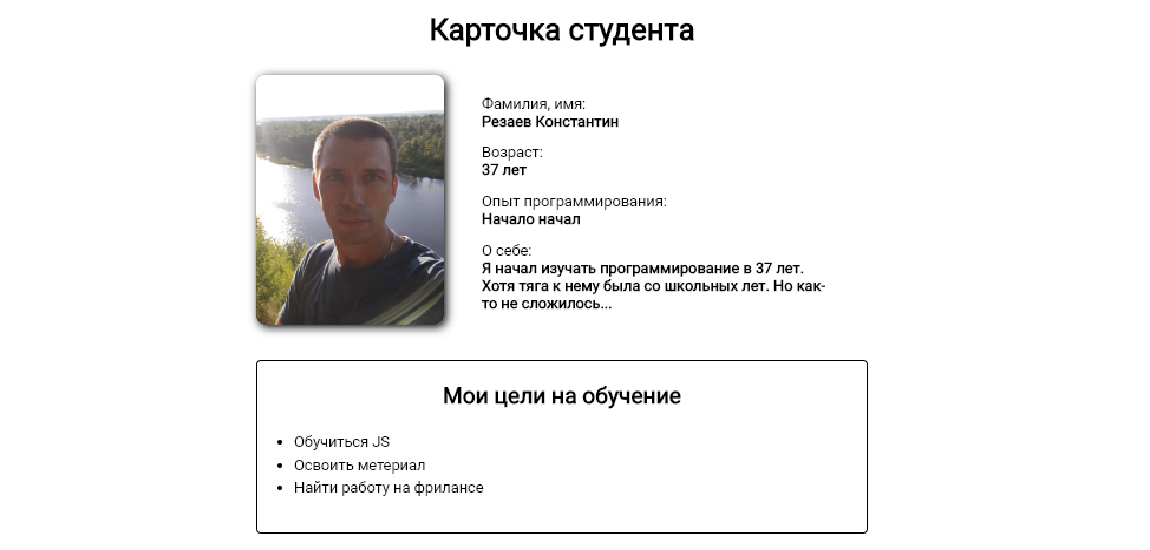 Карточка студента
Фамилия, имя:
Резаев Константин
Возраст:
37 лет
Опыт программирования:
Начало начал
О себе:
Я начал изучать программирование в 37 лет.
Хотя тяга к нему была со школьных лет. Но как-
то не сложилось...
Мои цели на обучение
• Обучиться JS
• Освоить метериал
• Найти работу на фрилансе